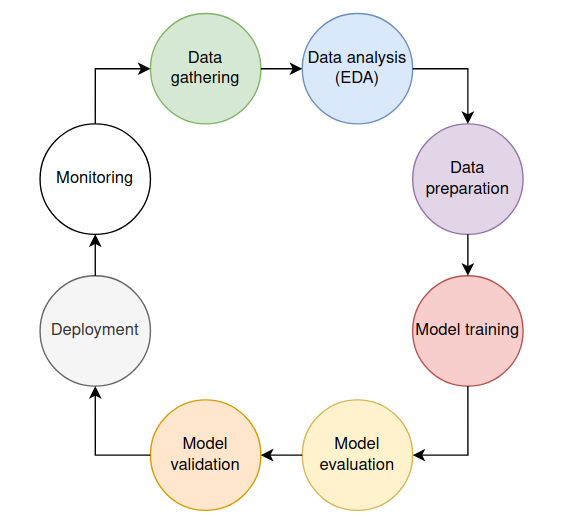 Data
gathering
Data analysis
(EDA)
Data
preparation
Model training
Model
evaluation
Model
validation
Deployment
Monitoring